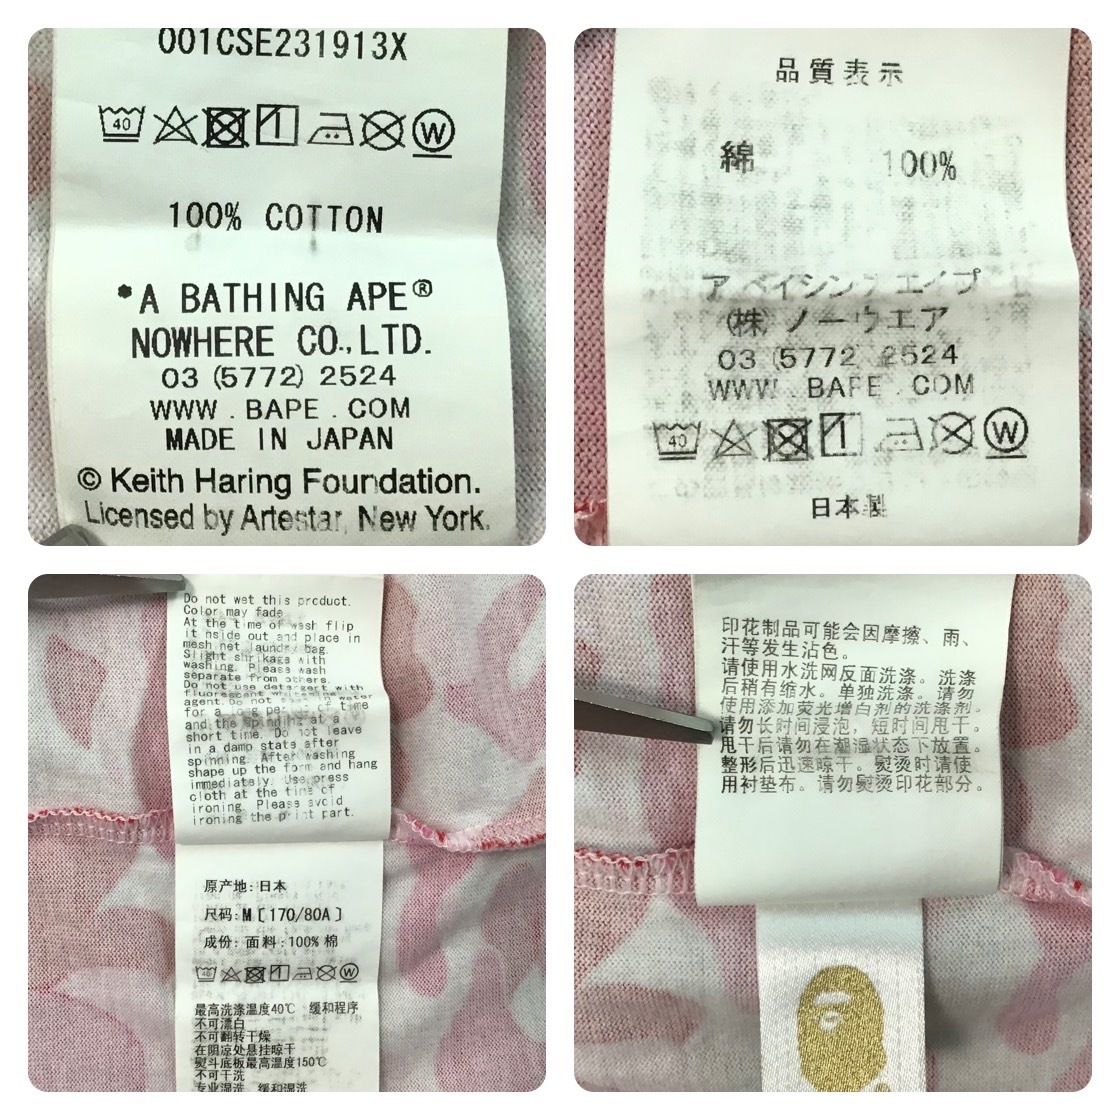 001CSE231913X
40
W
100% COTTON
*A BATHING APE®
NOWHERE CO.,LTD.
03 (5772) 2524
WWW . BAPE . COM
MADE IN JAPAN
© Keith Haring Foundation.
Licensed by Artestar, New York.
品質表示
綿 100%
ア ベイシング エイプ
(株) ノーウエア
03 (5772) 2524
WWW . BAPE . COM
40
W
日本製
Do not wet this product.
Color may fade
At the time of wash flip
it nside out and place in
mesh net laundry bag.
Slight shrikage with
washing. Please wash
separate from others.
Do not use detergert with
fluorescent whitening
agent.Do not soak in water
for a long period of time
and the spinning at a
short time. Do not leave
in a damp state after
spinning. After washing
shape up the form and hang
immediately. Use press
cloth at the time of
ironing. Please avoid
ironing the print part.
原产地:日本
尺码:M〔170/80A〕
成份: 面料:100% 棉
40
W
最高洗涤温度40℃ 缓和程序
不可漂白
不可翻转干燥
在阴凉处悬挂晾干
熨斗底板最高温度150℃
不可干洗
专业湿洗 缓和湿洗
印花制品可能会因摩擦、雨、
汗等发生沾色。
请使用水洗网反面洗涤。洗涤
后稍有缩水。单独洗涤。请勿
使用添加荧光增白剂的洗涤剂。
请勿长时间浸泡，短时间甩干。
甩干后请勿在潮湿状态下放置。
整形后迅速晾干。熨烫时请使
用衬垫布。请勿熨烫印花部分。